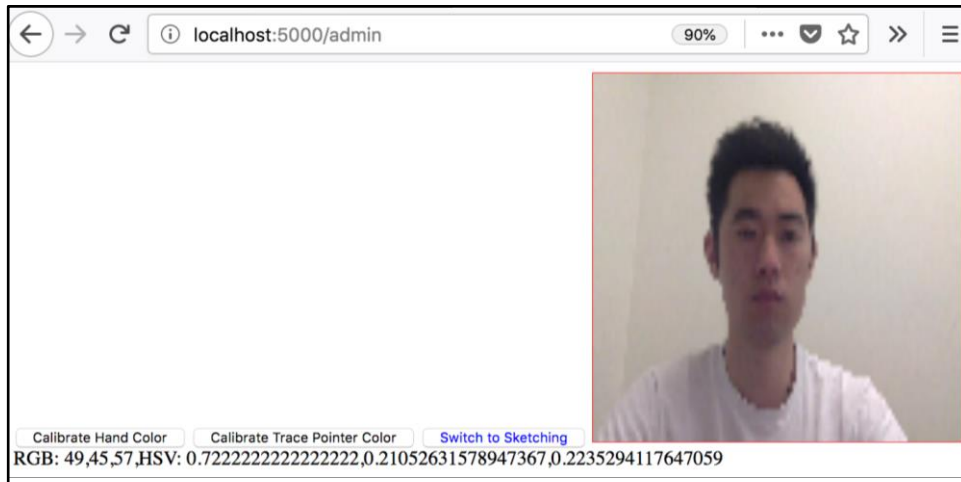 localhost:5000/admin 90%
Calibrate Hand Color Calibrate Trace Pointer Color Switch to Sketching
RGB: 49,45,57,HSV: 0.7222222222222222,0.21052631578947367,0.2235294117647059